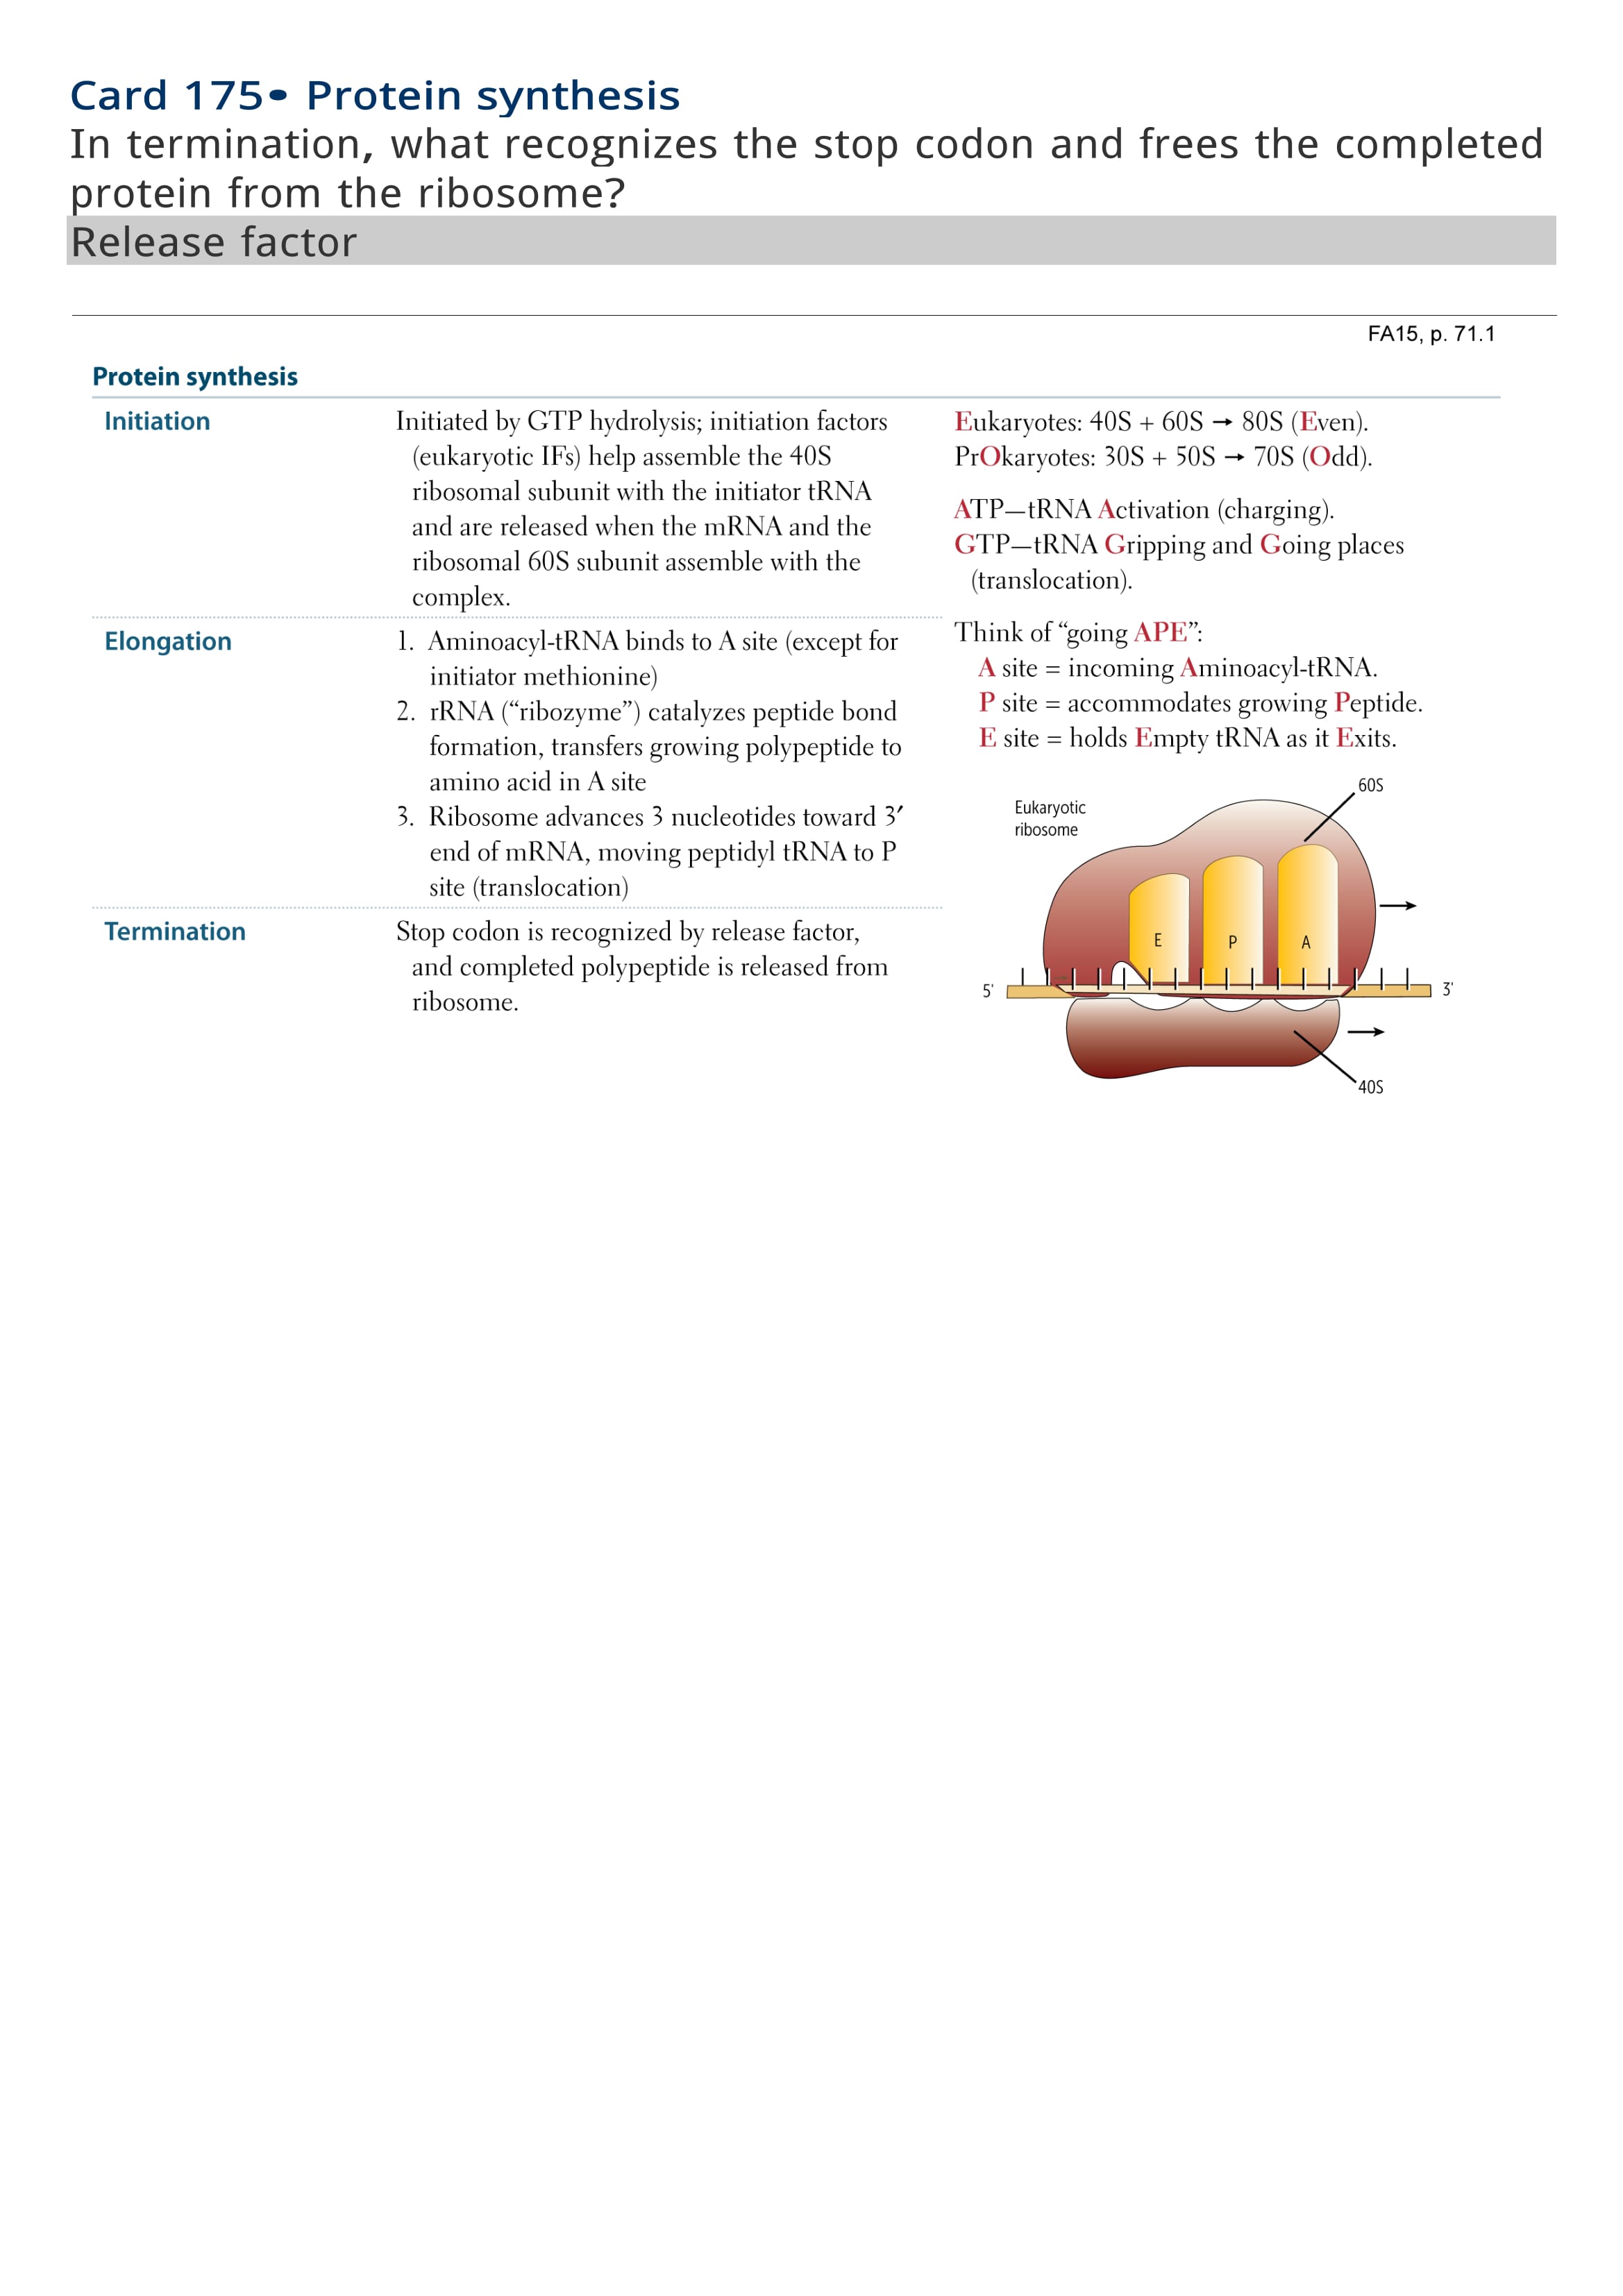 Card 175• Protein synthesis
In termination, what recognizes the stop codon and frees the completed
protein from the ribosome?
Release factor
FA15, p. 71.1
Protein synthesis
Initiation
Initiated by GTP hydrolysis; initiation factors
(eukaryotic IFs) help assemble the 40S
ribosomal subunit with the initiator tRNA
and are released when the mRNA and the
ribosomal 60S subunit assemble with the
complex.
Elongation
1. Aminoacyl-tRNA binds to A site (except for
initiator methionine)
2. rRNA (“ribozyme”) catalyzes peptide bond
formation, transfers growing polypeptide to
amino acid in A site
3. Ribosome advances 3 nucleotides toward 3′
end of mRNA, moving peptidyl tRNA to P
site (translocation)
Termination
Stop codon is recognized by release factor,
and completed polypeptide is released from
ribosome.
Eukaryotes: 40S + 60S → 80S (Even).
PrOkaryotes: 30S + 50S → 70S (Odd).
ATP—tRNA Activation (charging).
GTP—tRNA Gripping and Going places
(translocation).
Think of “going APE”:
A site = incoming Aminoacyl-tRNA.
P site = accommodates growing Peptide.
E site = holds Empty tRNA as it Exits.
60S
Eukaryotic
ribosome
E P A
5' 3'
40S